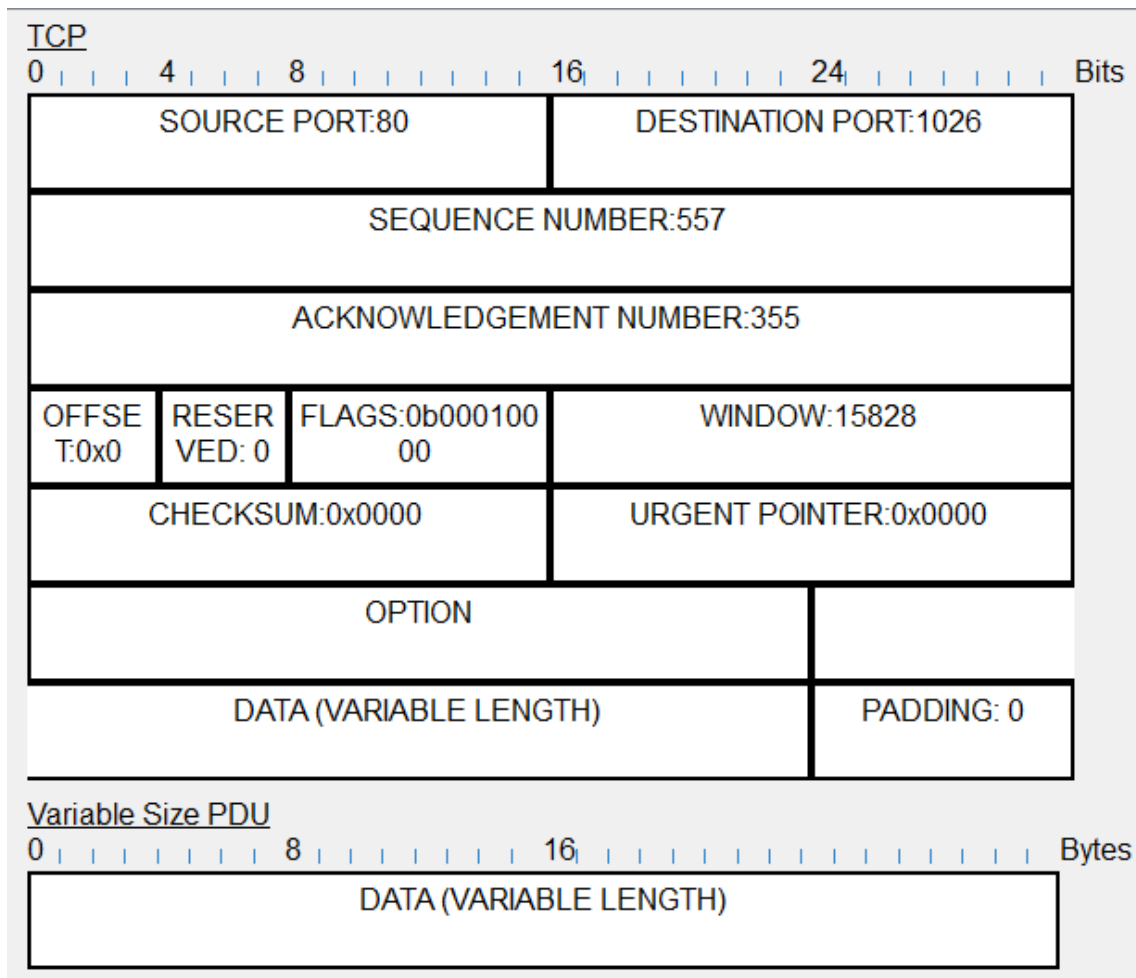 TCP
0 4 8 16 24 Bits
SOURCE PORT:80 DESTINATION PORT:1026
SEQUENCE NUMBER:557
ACKNOWLEDGEMENT NUMBER:355
OFFSE RESER FLAGS:0b000100 WINDOW:15828
T:0x0 VED: 0 00
CHECKSUM:0x0000 URGENT POINTER:0x0000
OPTION
DATA (VARIABLE LENGTH) PADDING: 0
Variable Size PDU
0 8 16 Bytes
DATA (VARIABLE LENGTH)